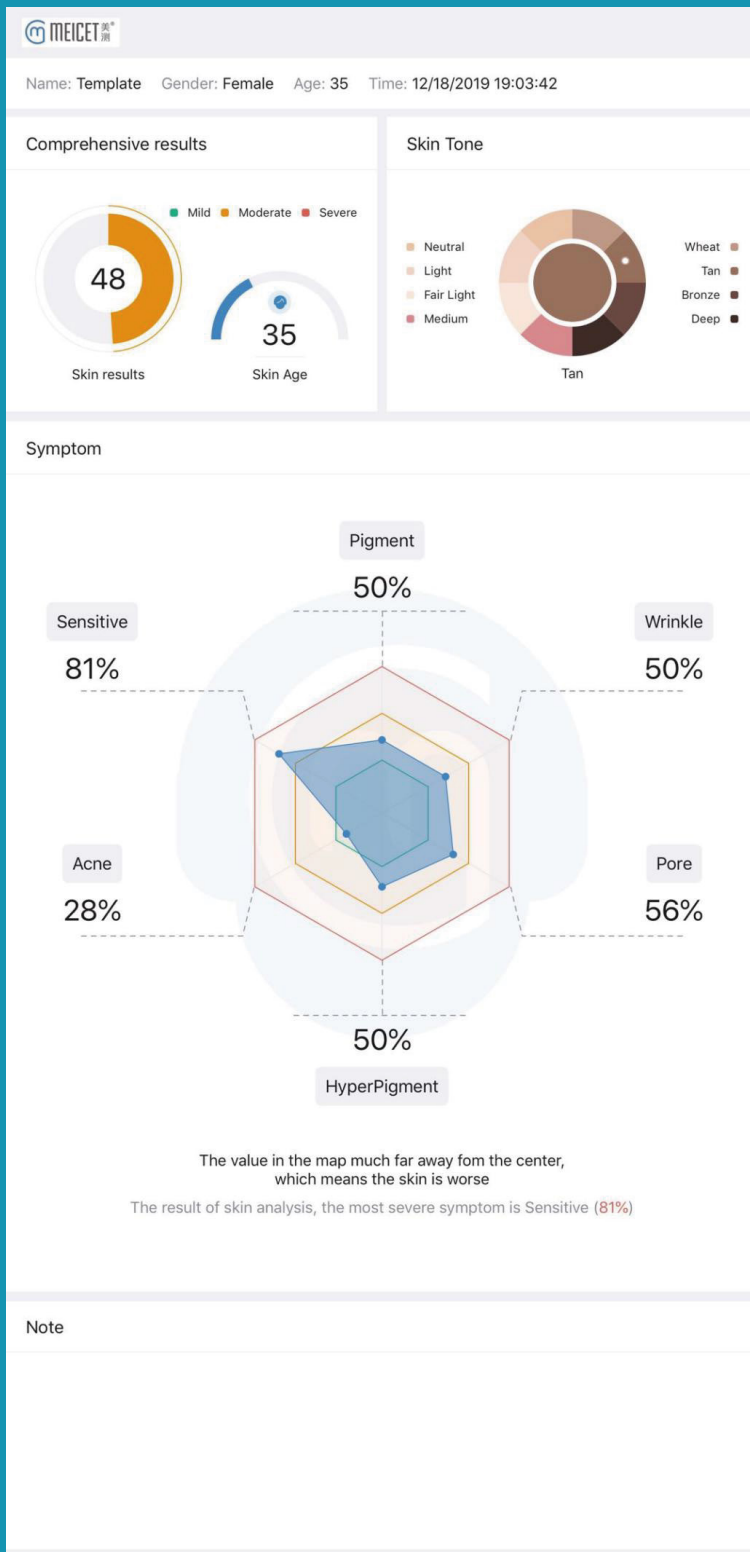 MEICET 美测®
Name: Template Gender: Female Age: 35 Time: 12/18/2019 19:03:42
Comprehensive results
Mild Moderate Severe
48
Skin results
35
Skin Age
Skin Tone
Neutral
Light
Fair Light
Medium
Wheat
Tan
Bronze
Deep
Tan
Symptom
Pigment
50%
Sensitive
81%
Wrinkle
50%
Acne
28%
Pore
56%
50%
HyperPigment
The value in the map much far away fom the center,
which means the skin is worse
The result of skin analysis, the most severe symptom is Sensitive (81%)
Note